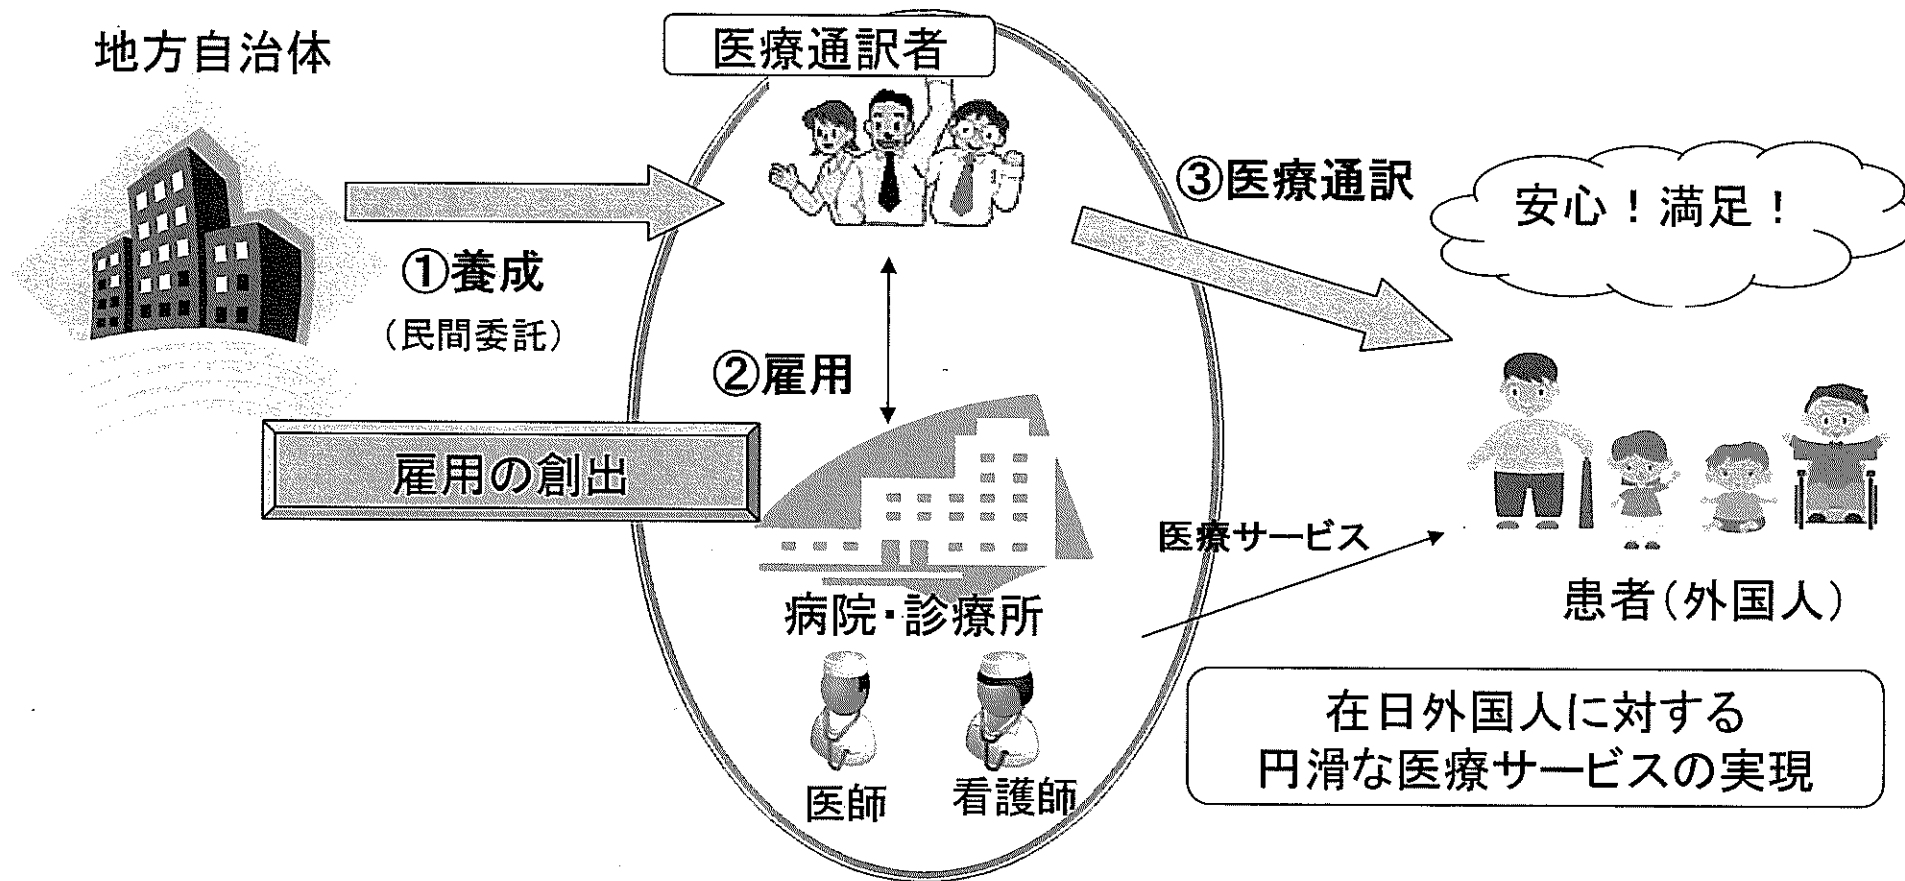 地方自治体
医療通訳者
①養成
（民間委託）
②雇用
③医療通訳
安心！満足！
雇用の創出
病院・診療所
医師
看護師
医療サービス
患者（外国人）
在日外国人に対する
円滑な医療サービスの実現